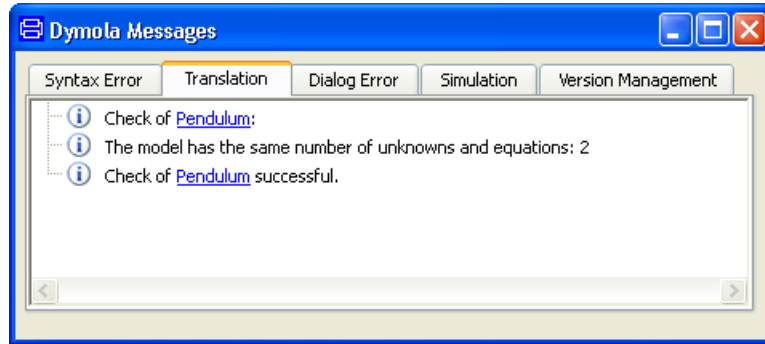 Dymola Messages
Syntax Error Translation Dialog Error Simulation Version Management
Check of Pendulum:
The model has the same number of unknowns and equations: 2
Check of Pendulum successful.